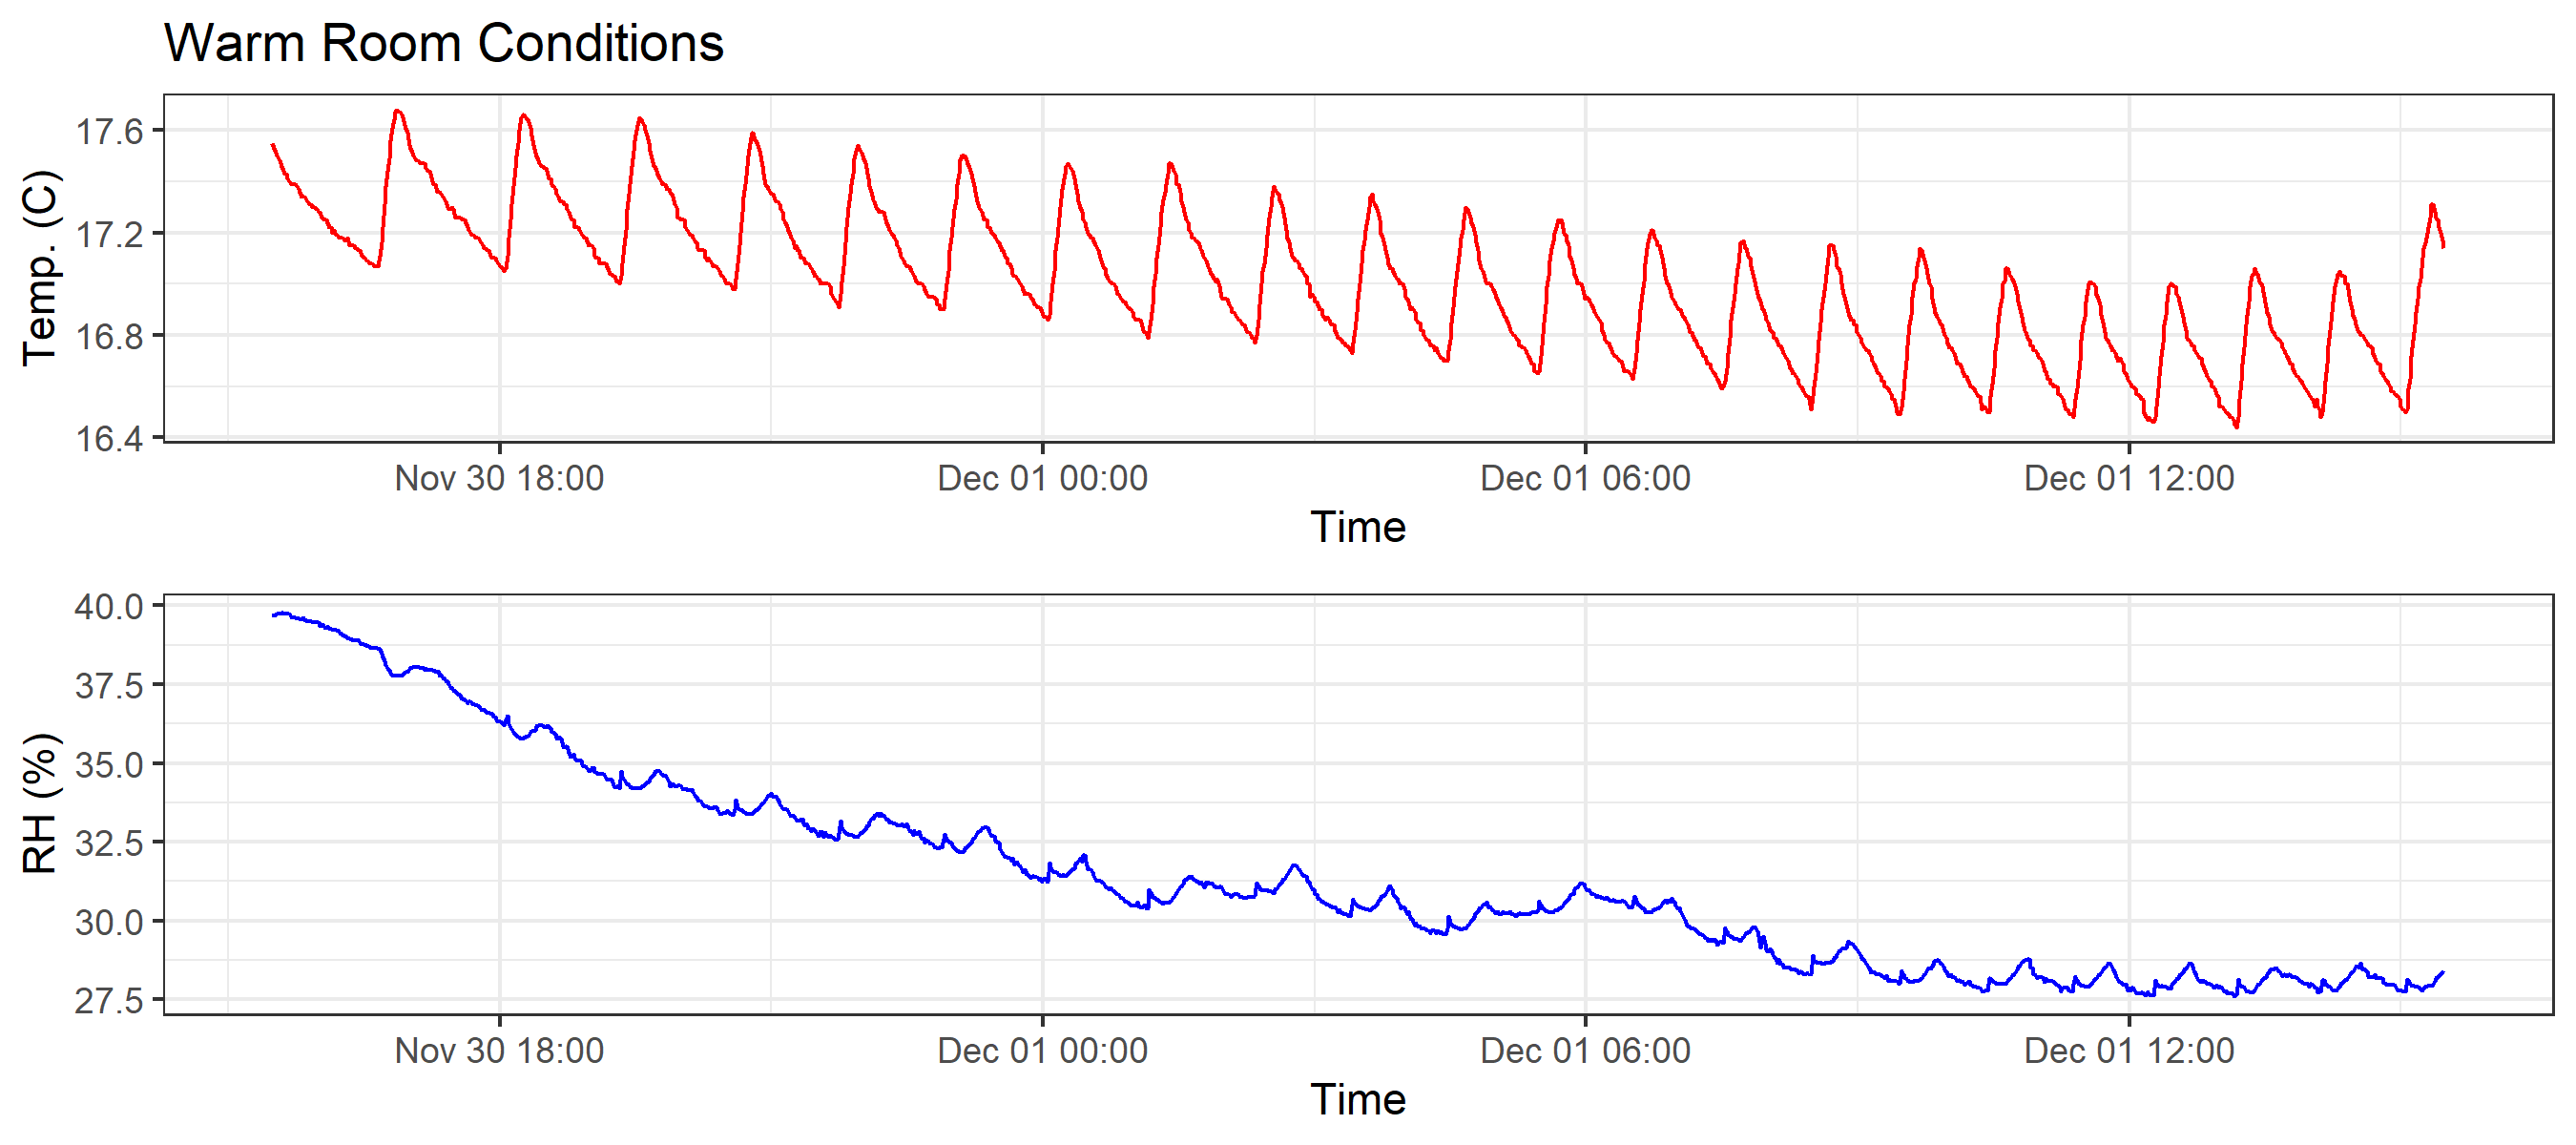 Warm Room Conditions
Temp. (C)
17.6
17.2
16.8
16.4
Nov 30 18:00 Dec 01 00:00 Dec 01 06:00 Dec 01 12:00
Time
RH (%)
40.0
37.5
35.0
32.5
30.0
27.5
Nov 30 18:00 Dec 01 00:00 Dec 01 06:00 Dec 01 12:00
Time